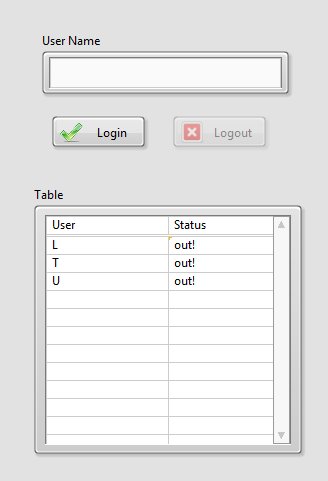 User Name
Login Logout
Table
User Status
L out!
T out!
U out!